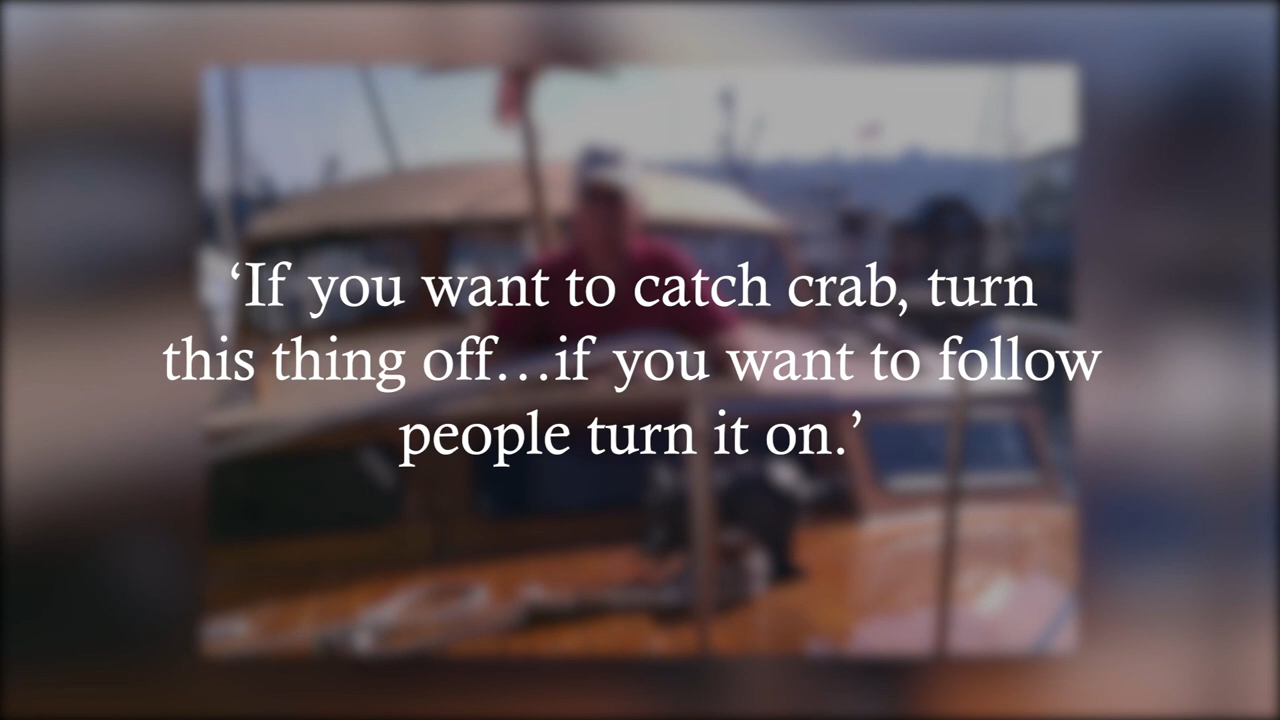 ‘If you want to catch crab, turn
this thing off…if you want to follow
people turn it on.’